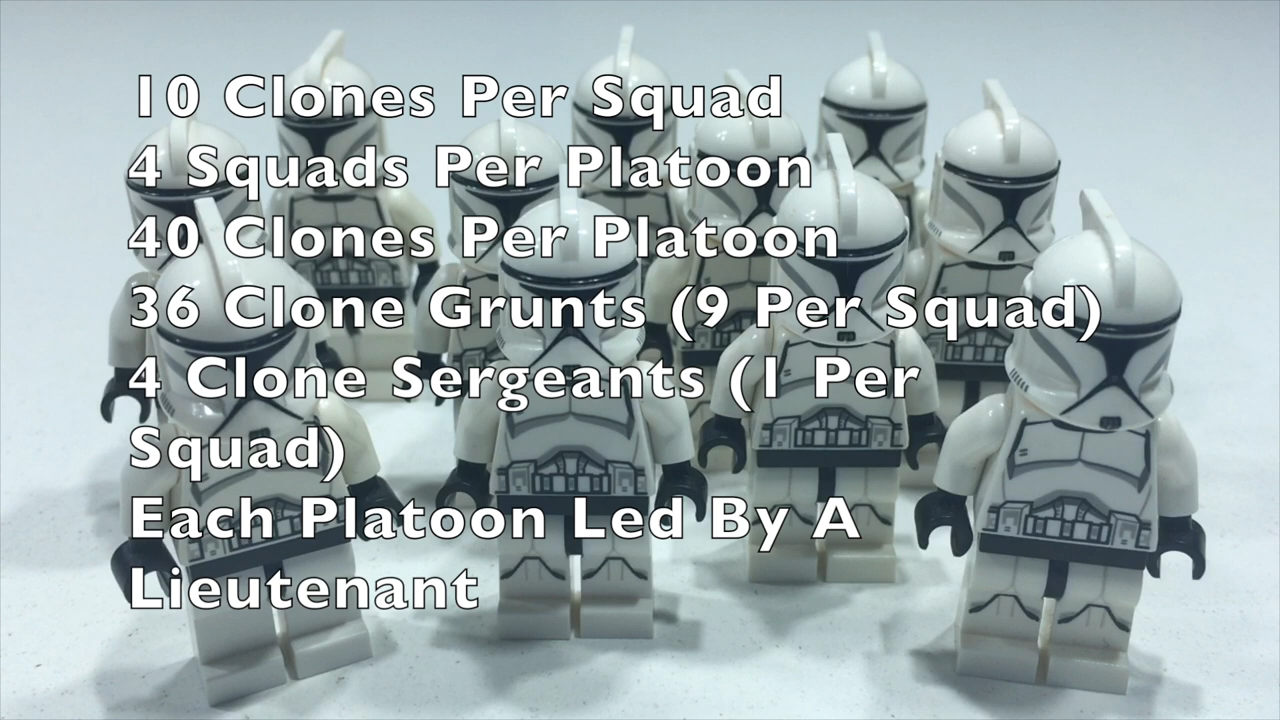 10 Clones Per Squad
4 Squads Per Platoon
40 Clones Per Platoon
36 Clone Grunts (9 Per Squad)
4 Clone Sergeants (1 Per
Squad)
Each Platoon Led By A
Lieutenant